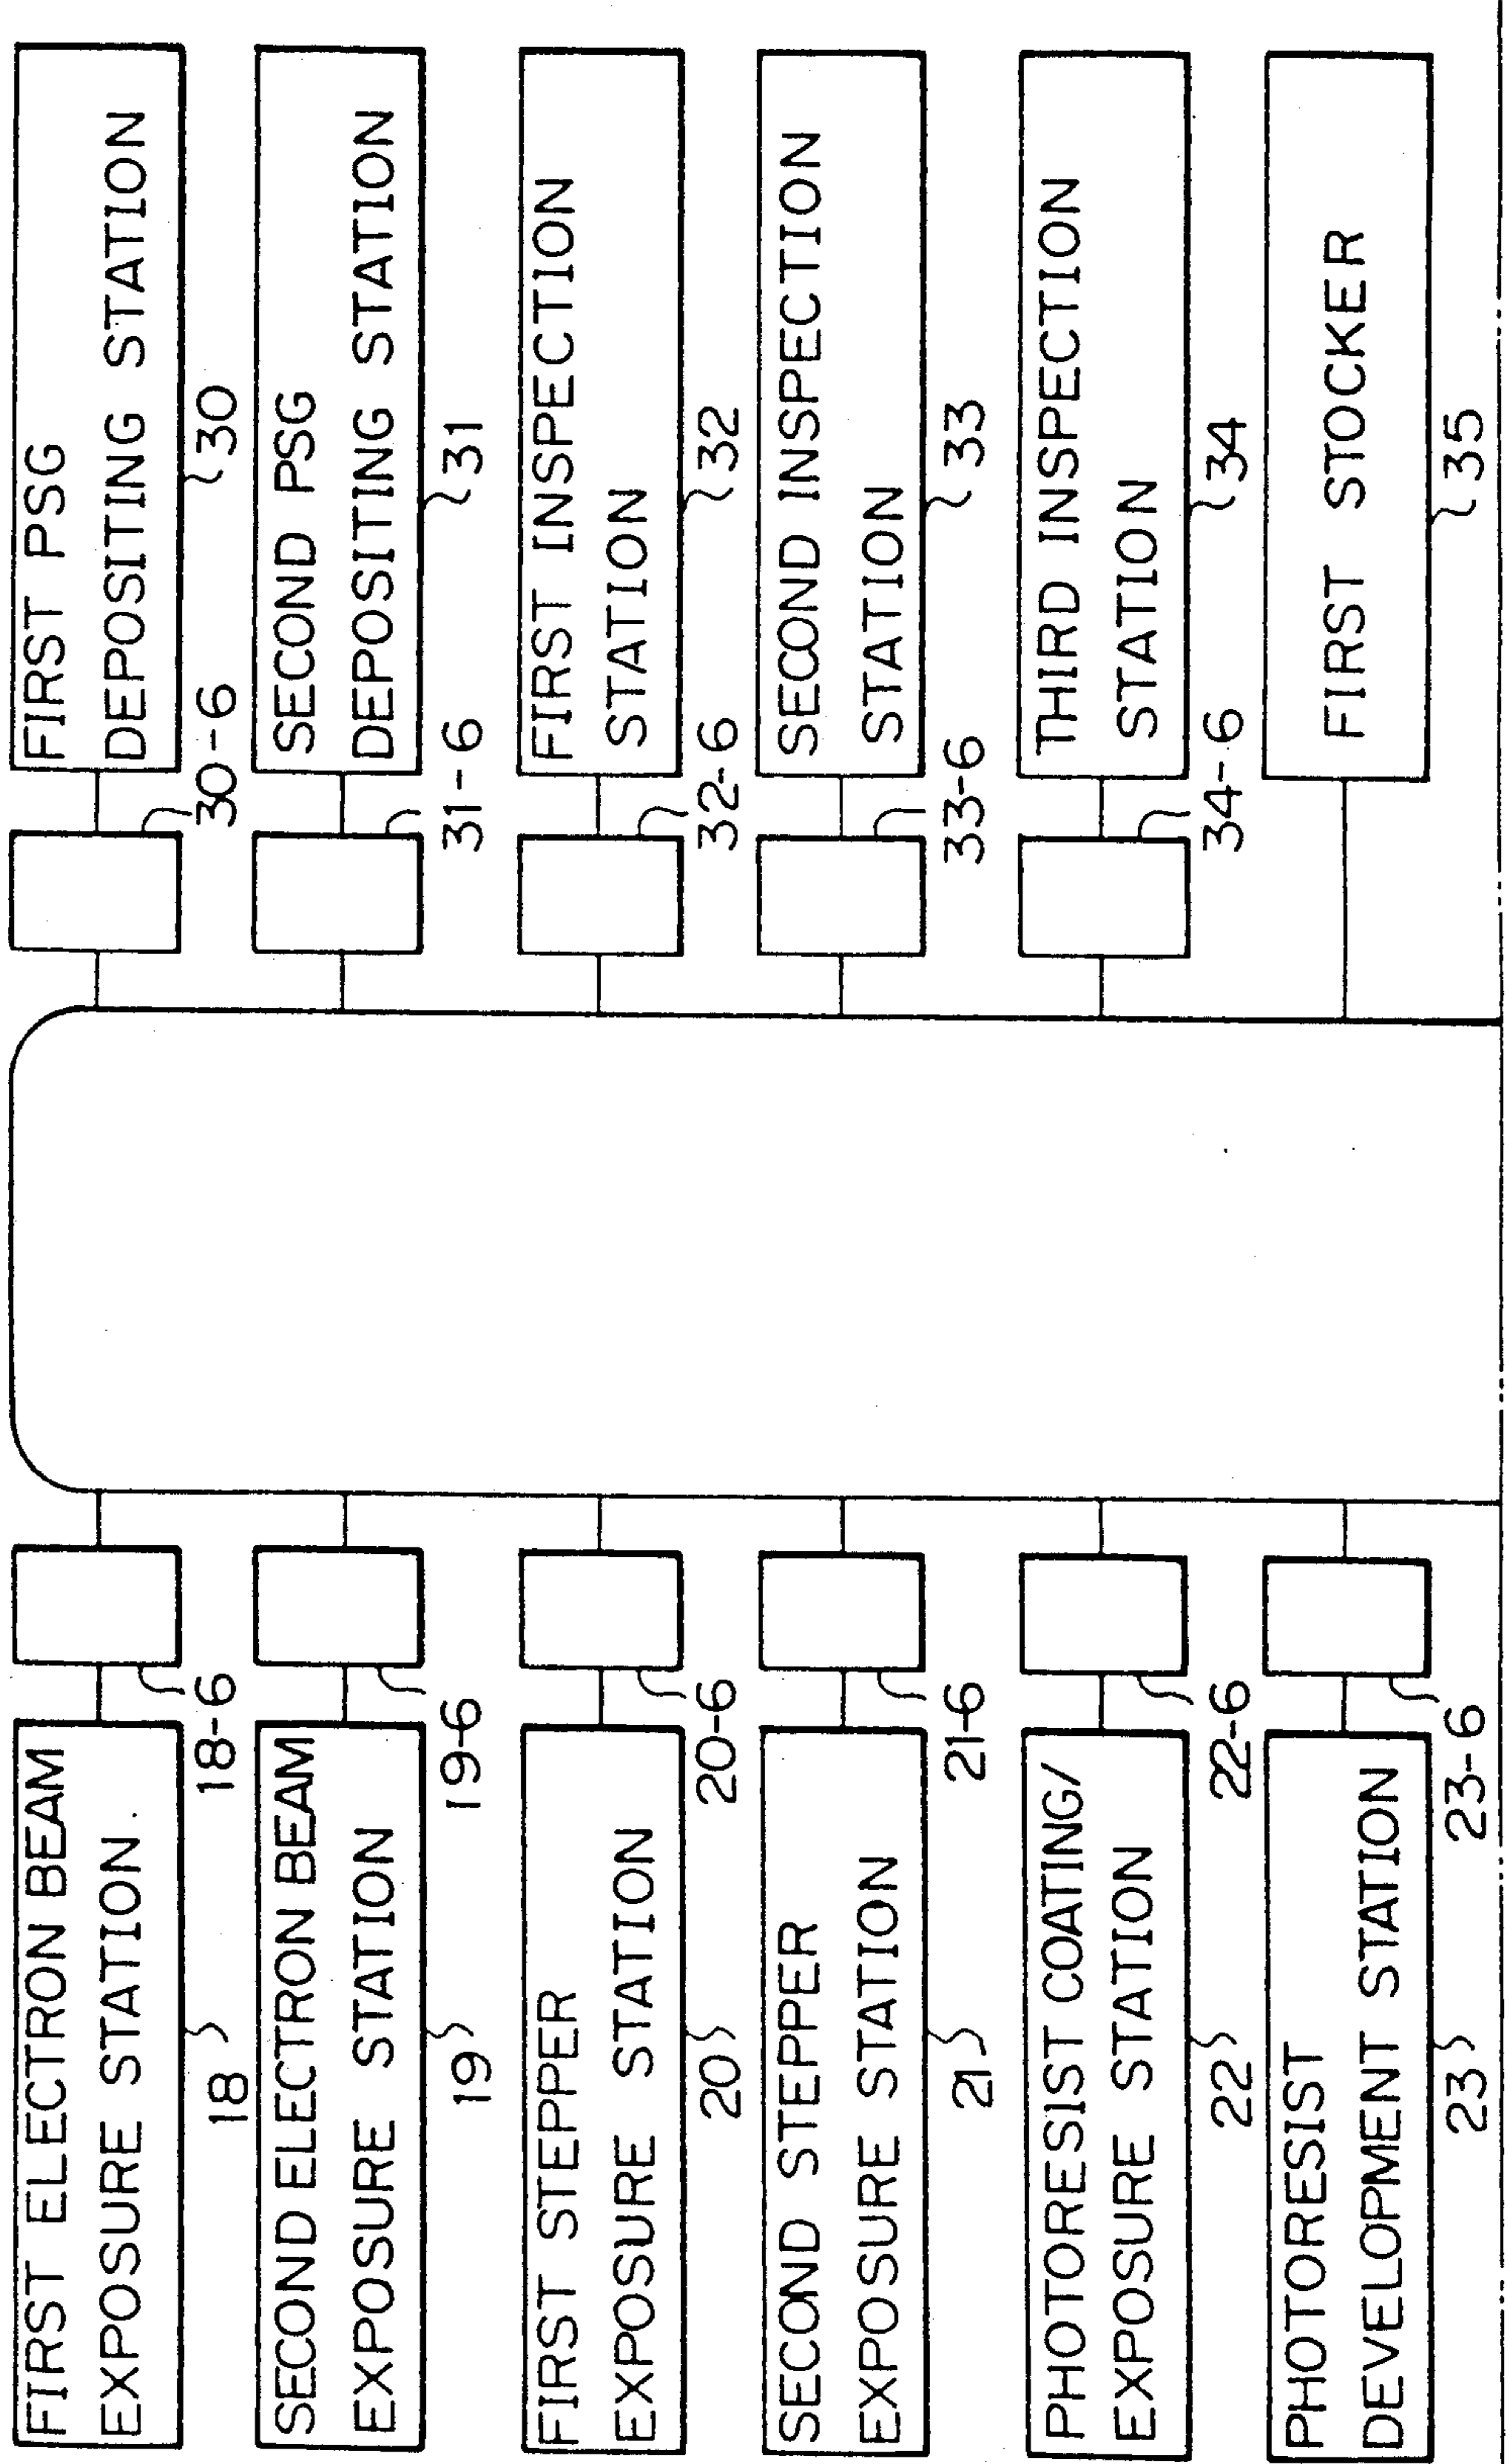 FIRST ELECTRON BEAM
EXPOSURE STATION
18
18-6
SECOND ELECTRON BEAM
EXPOSURE STATION
19
19-6
FIRST STEPPER
EXPOSURE STATION
20
20-6
SECOND STEPPER
EXPOSURE STATION
21
21-6
PHOTORESIST COATING/
EXPOSURE STATION
22
22-6
PHOTORESIST
DEVELOPMENT STATION
23
23-6
FIRST PSG
DEPOSITING STATION
30
30-6
SECOND PSG
DEPOSITING STATION
31
31-6
FIRST INSPECTION
STATION
32
32-6
SECOND INSPECTION
STATION
33
33-6
THIRD INSPECTION
STATION
34
34-6
FIRST STOCKER
35